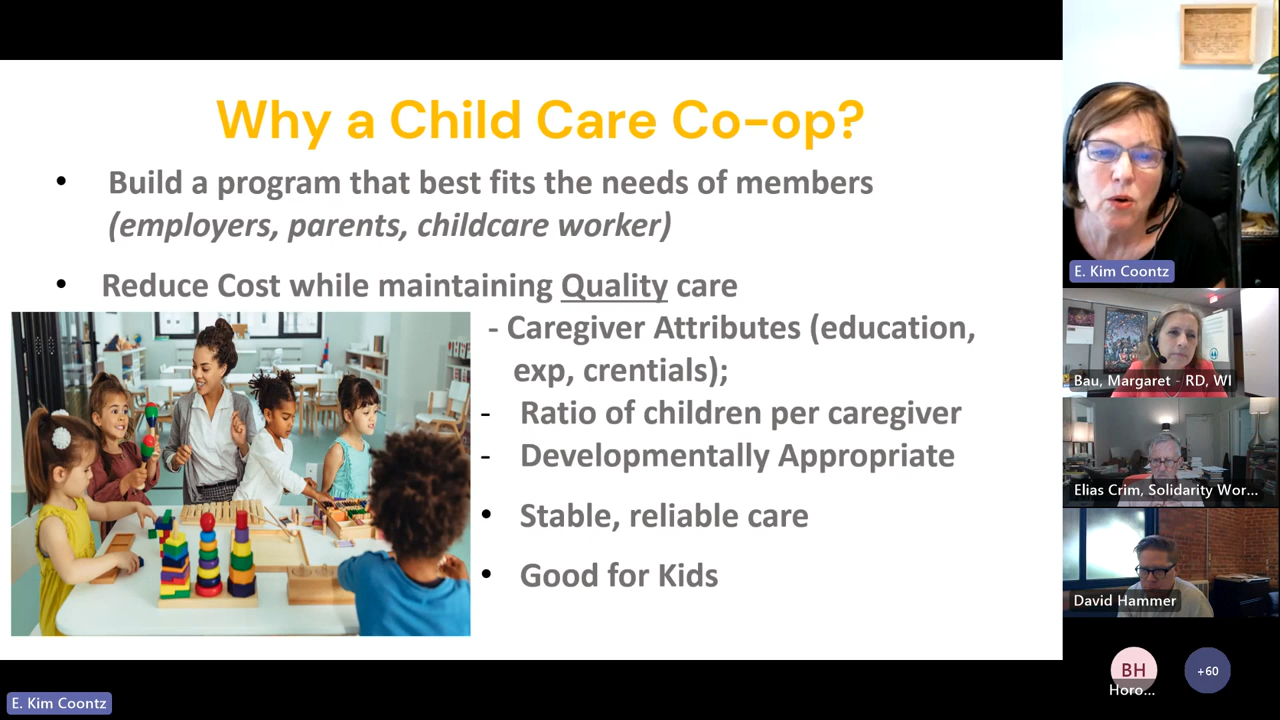 Why a Child Care Co-op?
• Build a program that best fits the needs of members
(employers, parents, childcare worker)
• Reduce Cost while maintaining Quality care
- Caregiver Attributes (education,
exp, crentials);
- Ratio of children per caregiver
- Developmentally Appropriate
• Stable, reliable care
• Good for Kids
E. Kim Coontz
E. Kim Coontz
Bau, Margaret - RD, WI
Elias Crim, Solidarity Wor...
David Hammer
BH
Horo...
+60